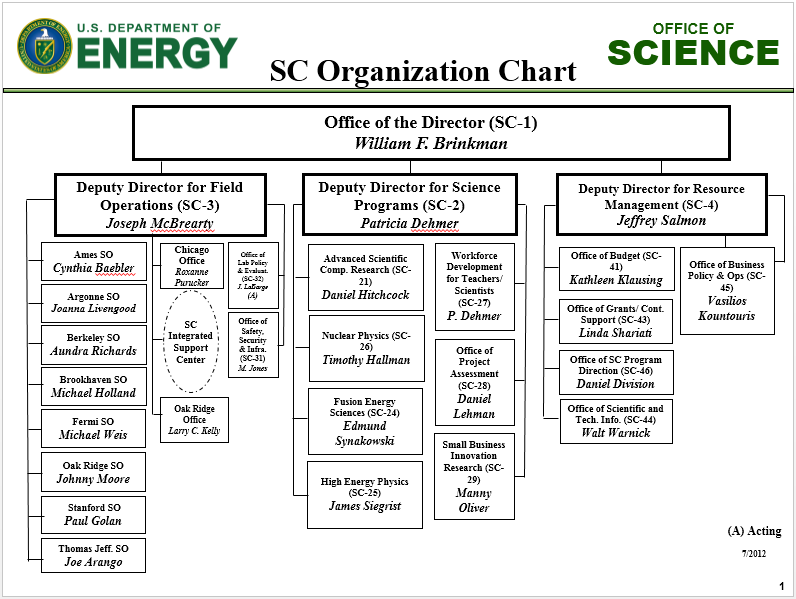 U.S. DEPARTMENT OF
ENERGY
OFFICE OF
SCIENCE
SC Organization Chart
Office of the Director (SC-1)
William F. Brinkman
Deputy Director for Field
Operations (SC-3)
Joseph McBrearty
Deputy Director for Science
Programs (SC-2)
Patricia Dehmer
Deputy Director for Resource
Management (SC-4)
Jeffrey Salmon
Ames SO
Cynthia Baebler
Argonne SO
Joanna Livengood
Berkeley SO
Aundra Richards
Brookhaven SO
Michael Holland
Fermi SO
Michael Weis
Oak Ridge SO
Johnny Moore
Stanford SO
Paul Golan
Thomas Jeff. SO
Joe Arango
Chicago
Office
Roxanne
Purucker
SC
Integrated
Support
Center
Oak Ridge
Office
Larry C. Kelly
Office of
Lab Policy
& Evaluat.
(SC-32)
J. LaBarge
(A)
Office of
Safety,
Security
& Infra.
(SC-31)
M. Jones
Advanced Scientific
Comp. Research (SC-
21)
Daniel Hitchcock
Nuclear Physics (SC-
26)
Timothy Hallman
Fusion Energy
Sciences (SC-24)
Edmund
Synakowski
High Energy Physics
(SC-25)
James Siegrist
Workforce
Development
for Teachers/
Scientists
(SC-27)
P. Dehmer
Office of
Project
Assessment
(SC-28)
Daniel
Lehman
Small Business
Innovation
Research (SC-
29)
Manny
Oliver
Office of Budget (SC-
41)
Kathleen Klausing
Office of Grants/ Cont.
Support (SC-43)
Linda Shariati
Office of SC Program
Direction (SC-46)
Daniel Division
Office of Scientific and
Tech. Info. (SC-44)
Walt Warnick
Office of Business
Policy & Ops (SC-
45)
Vasilios
Kountouris
(A) Acting
7/2012
1